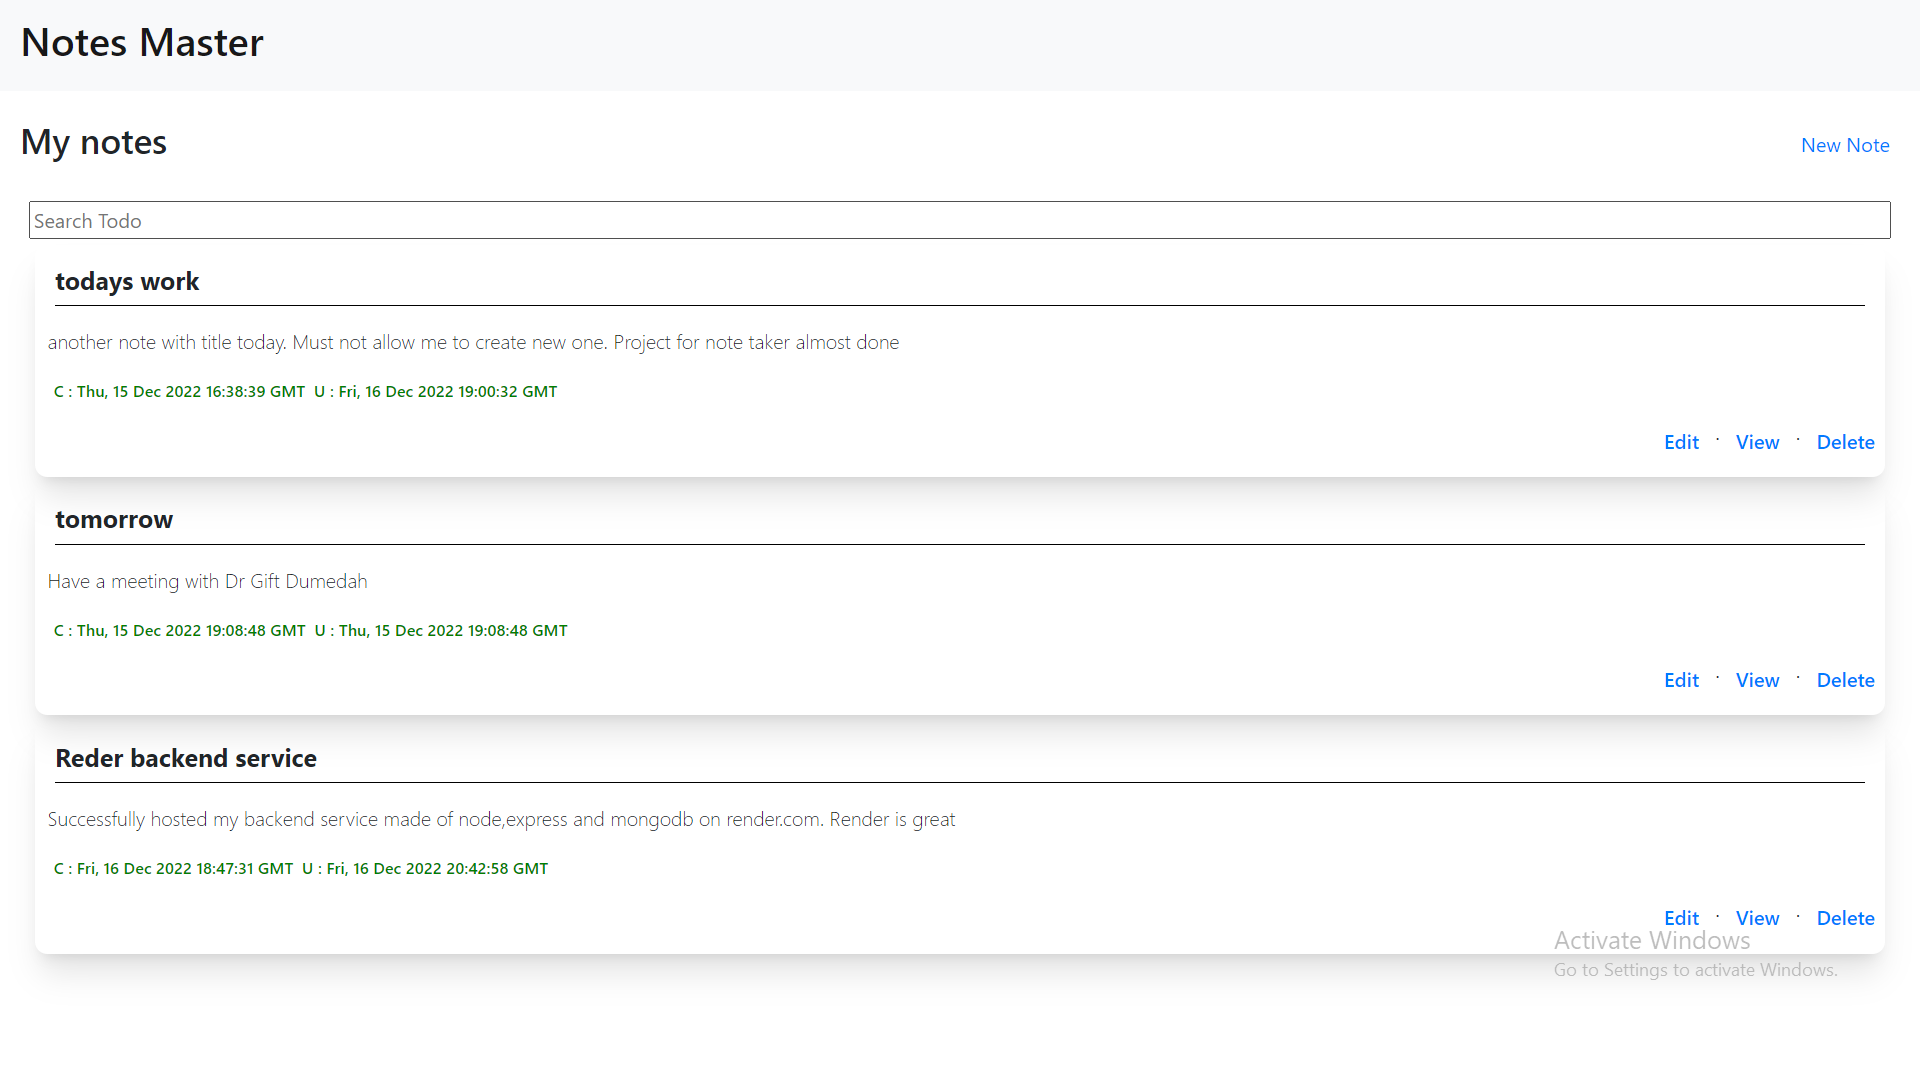 Notes Master
My notes
New Note
Search Todo
todays work
another note with title today. Must not allow me to create new one. Project for note taker almost done
C : Thu, 15 Dec 2022 16:38:39 GMT U : Fri, 16 Dec 2022 19:00:32 GMT
Edit · View · Delete
tomorrow
Have a meeting with Dr Gift Dumedah
C : Thu, 15 Dec 2022 19:08:48 GMT U : Thu, 15 Dec 2022 19:08:48 GMT
Edit · View · Delete
Reder backend service
Successfully hosted my backend service made of node,express and mongodb on render.com. Render is great
C : Fri, 16 Dec 2022 18:47:31 GMT U : Fri, 16 Dec 2022 20:42:58 GMT
Edit · View · Delete
Activate Windows
Go to Settings to activate Windows.